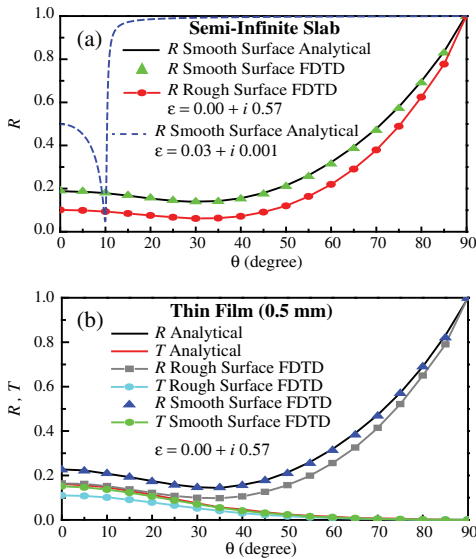 (a)
Semi-Infinite Slab
R Smooth Surface Analytical
R Smooth Surface FDTD
R Rough Surface FDTD
ε = 0.00 + i 0.57
R Smooth Surface Analytical
ε = 0.03 + i 0.001
R
1.0
0.8
0.6
0.4
0.2
0.0
0 10 20 30 40 50 60 70 80 90
θ (degree)
(b)
Thin Film (0.5 mm)
R Analytical
T Analytical
R Rough Surface FDTD
T Rough Surface FDTD
R Smooth Surface FDTD
T Smooth Surface FDTD
ε = 0.00 + i 0.57
R , T
1.0
0.8
0.6
0.4
0.2
0.0
0 10 20 30 40 50 60 70 80 90
θ (degree)